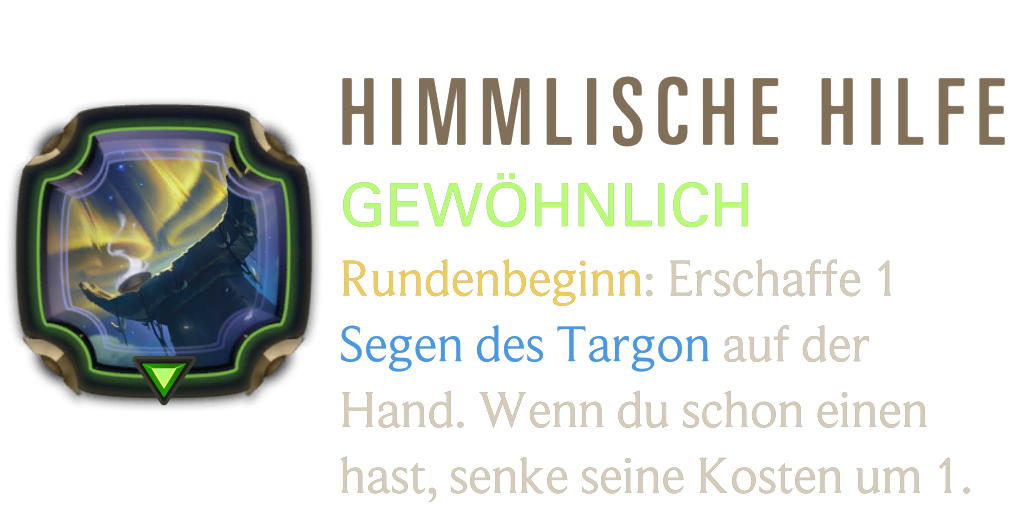 HIMMLISCHE HILFE
GEWÖHNLICH
Rundenbeginn: Erschaffe 1
Segen des Targon auf der
Hand. Wenn du schon einen
hast, senke seine Kosten um 1.